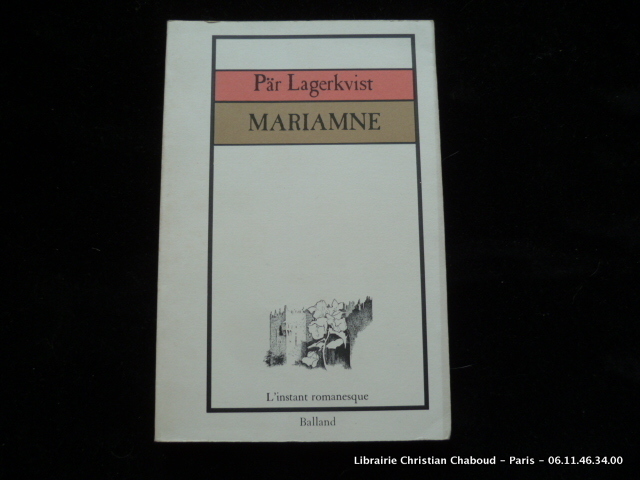 Pär Lagerkvist
MARIAMNE
L'instant romanesque
Balland
Librairie Christian Chaboud - Paris - 06.11.46.34.00